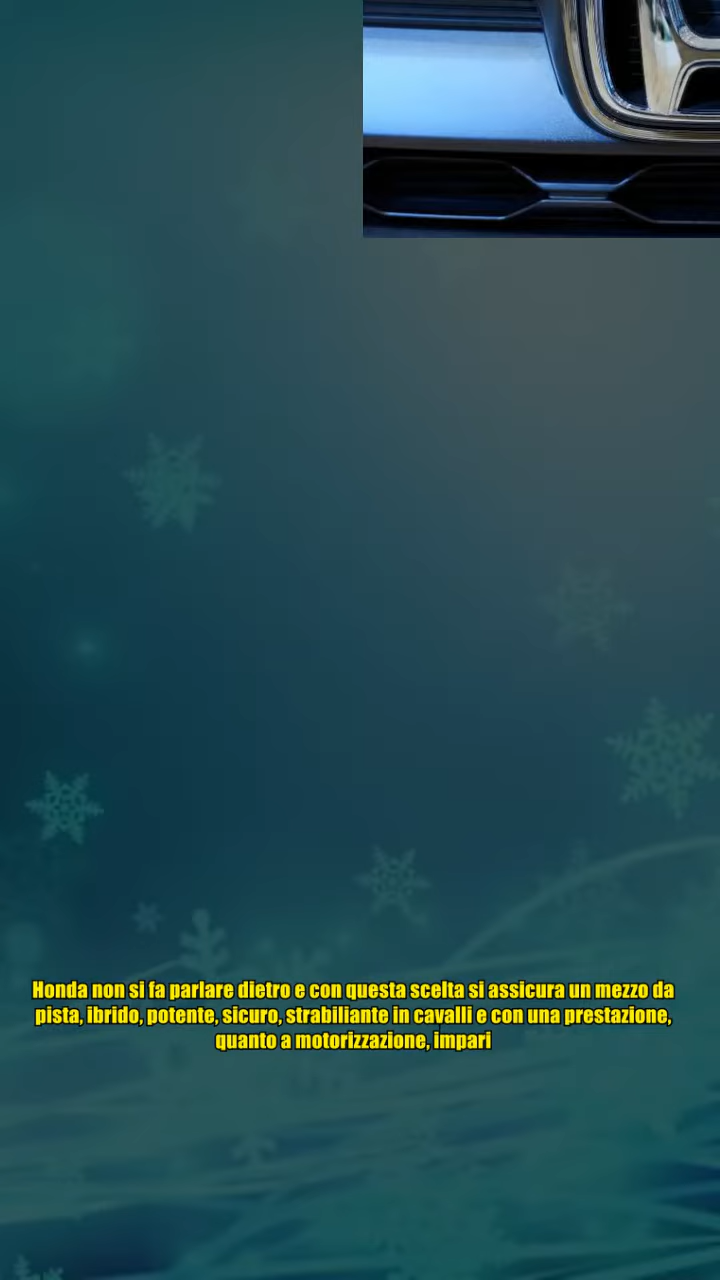 Honda non si fa parlare dietro e con questa scelta si assicura un mezzo da
pista, ibrido, potente, sicuro, strabiliante in cavalli e con una prestazione,
quanto a motorizzazione, impari